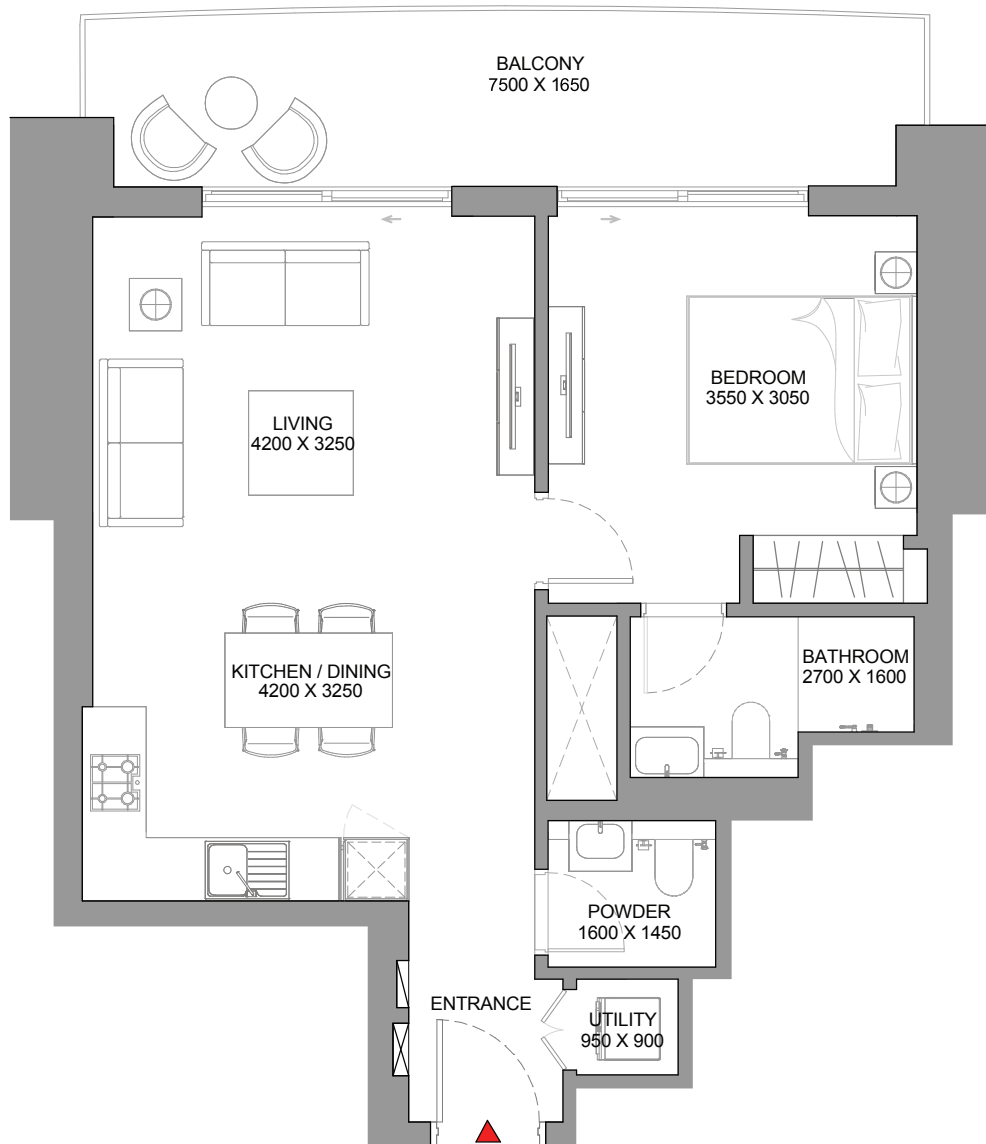 BALCONY
7500 X 1650
LIVING
4200 X 3250
BEDROOM
3550 X 3050
KITCHEN / DINING
4200 X 3250
BATHROOM
2700 X 1600
POWDER
1600 X 1450
ENTRANCE
UTILITY
950 X 900